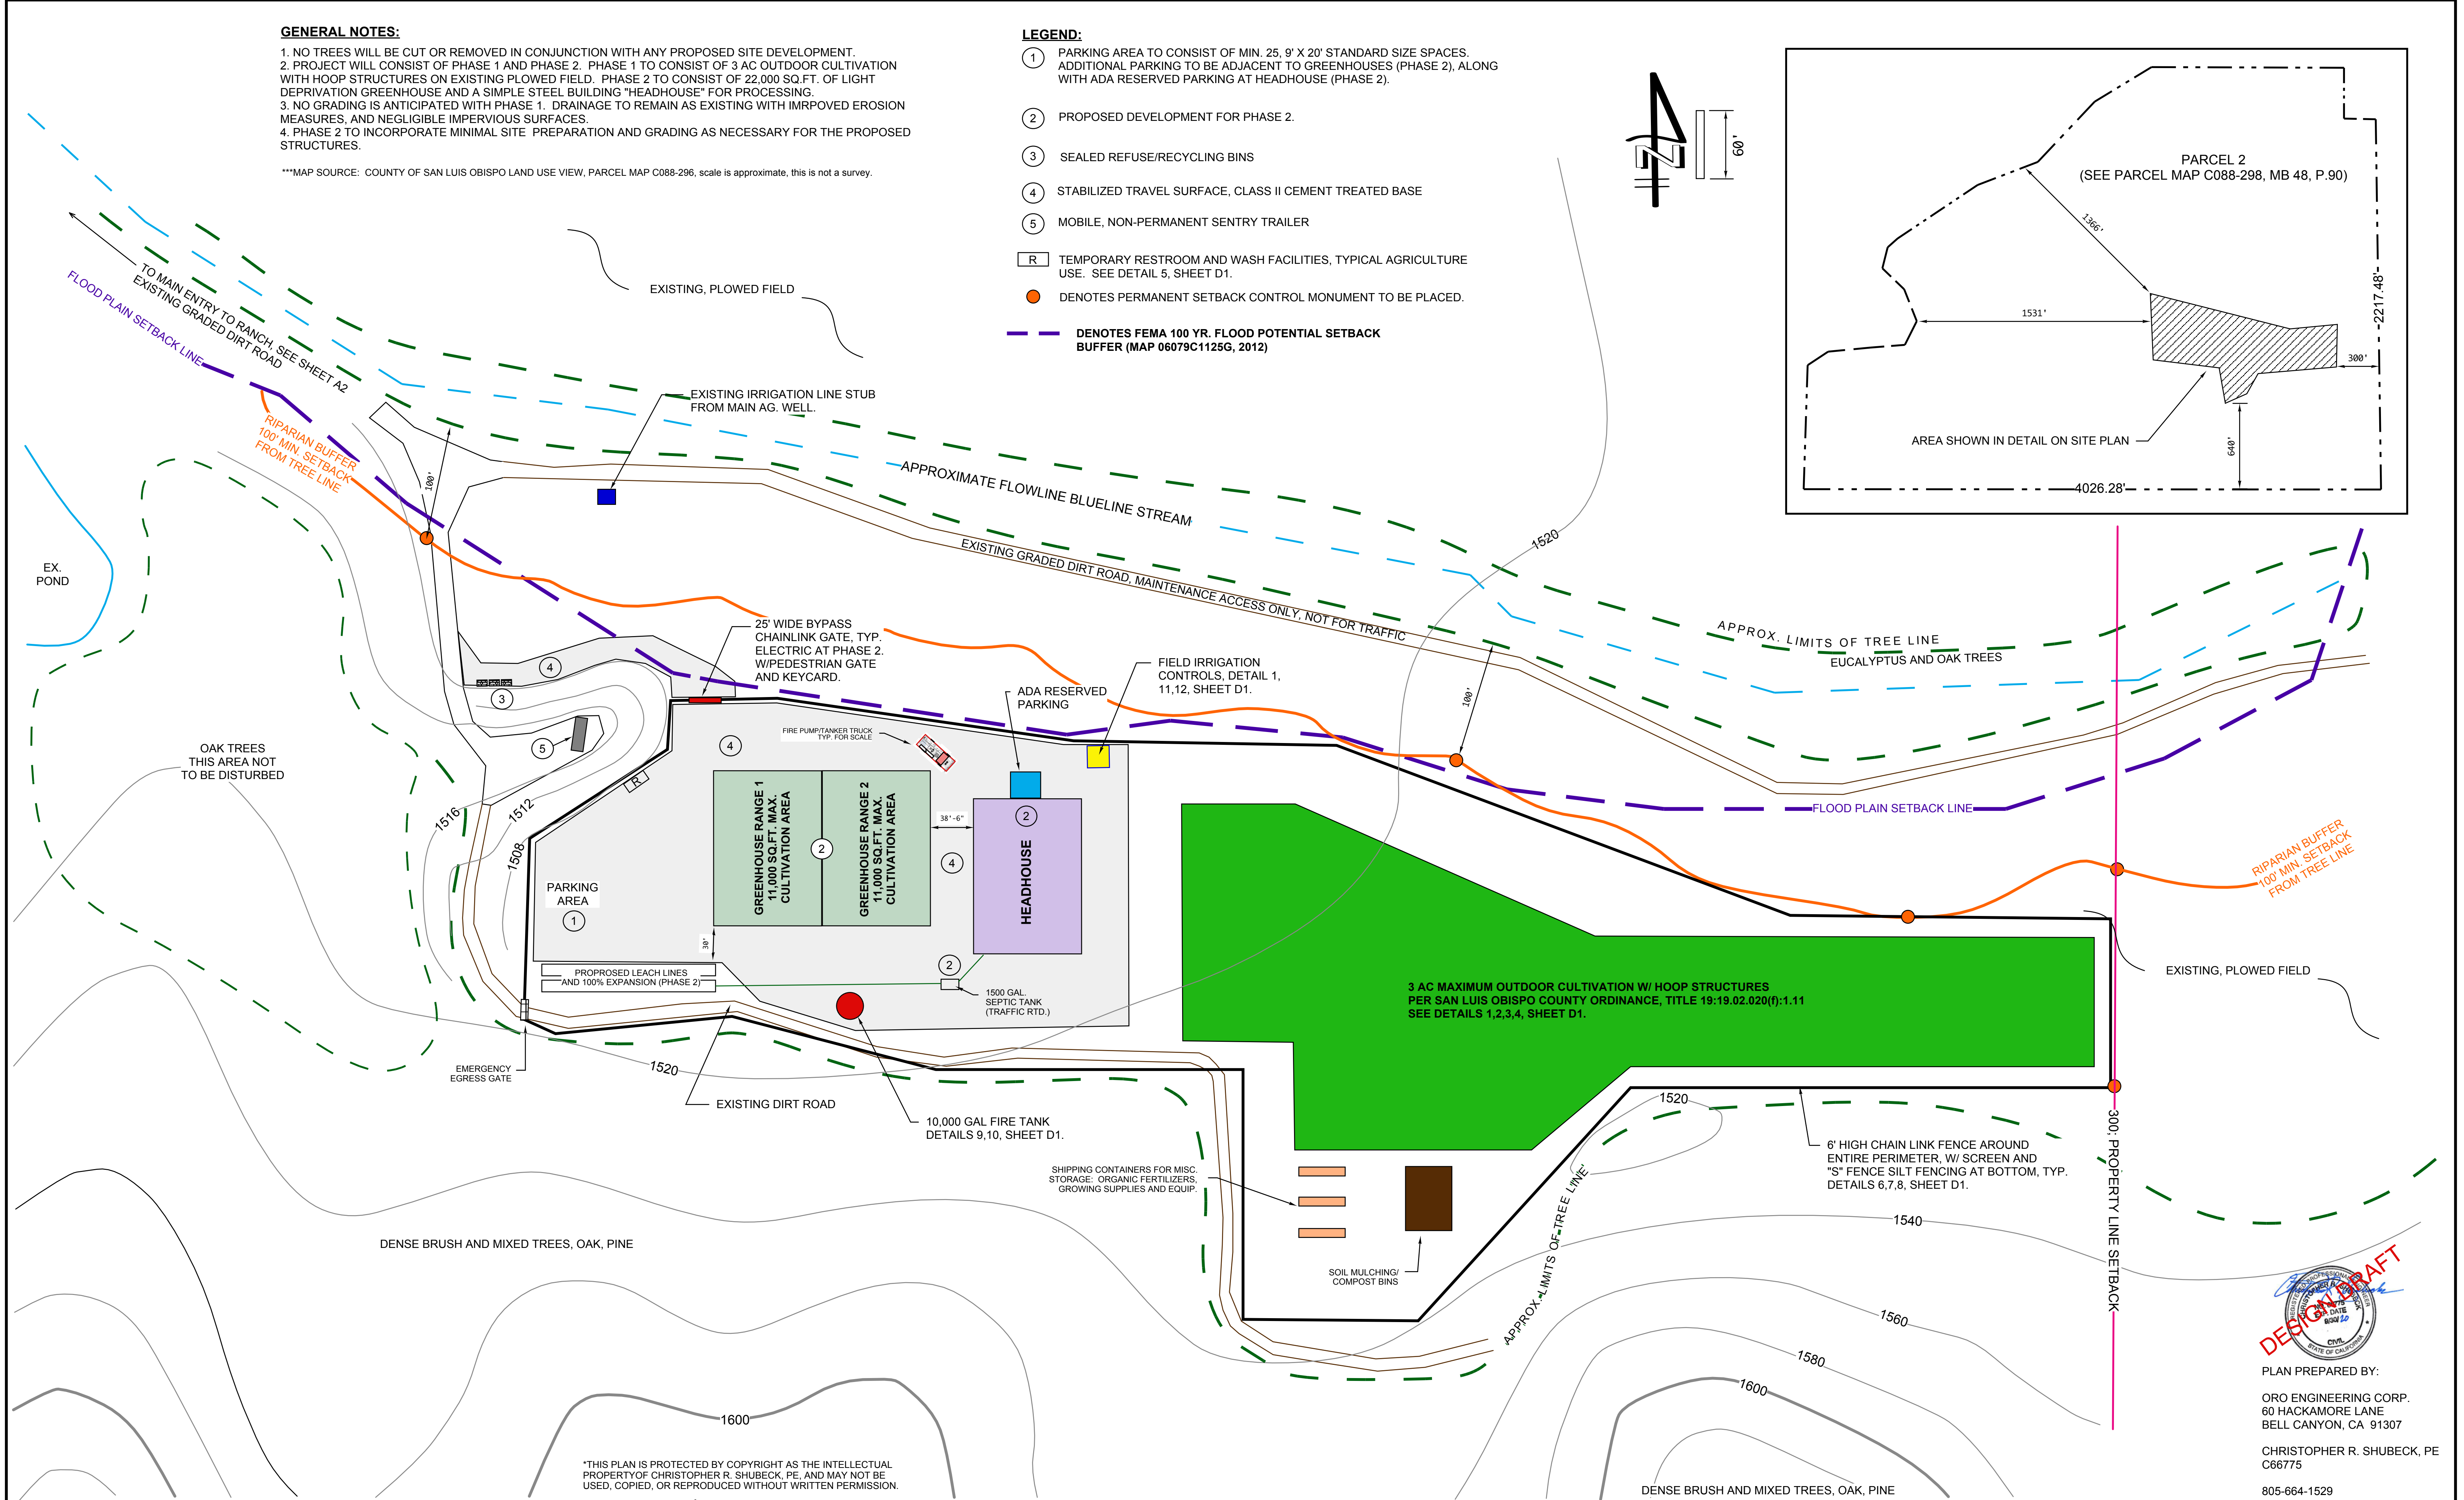 GENERAL NOTES:
1. NO TREES WILL BE CUT OR REMOVED IN CONJUNCTION WITH ANY PROPOSED SITE DEVELOPMENT.
2. PROJECT WILL CONSIST OF PHASE 1 AND PHASE 2.  PHASE 1 TO CONSIST OF 3 AC OUTDOOR CULTIVATION
WITH HOOP STRUCTURES ON EXISTING PLOWED FIELD.  PHASE 2 TO CONSIST OF 22,000 SQ.FT. OF LIGHT
DEPRIVATION GREENHOUSE AND A SIMPLE STEEL BUILDING "HEADHOUSE" FOR PROCESSING.
3. NO GRADING IS ANTICIPATED WITH PHASE 1.  DRAINAGE TO REMAIN AS EXISTING WITH IMRPOVED EROSION
MEASURES, AND NEGLIGIBLE IMPERVIOUS SURFACES.
4. PHASE 2 TO INCORPORATE MINIMAL SITE  PREPARATION AND GRADING AS NECESSARY FOR THE PROPOSED
STRUCTURES.
***MAP SOURCE:  COUNTY OF SAN LUIS OBISPO LAND USE VIEW, PARCEL MAP C088-296, scale is approximate, this is not a survey.
LEGEND:
1 PARKING AREA TO CONSIST OF MIN. 25, 9' X 20' STANDARD SIZE SPACES.
ADDITIONAL PARKING TO BE ADJACENT TO GREENHOUSES (PHASE 2), ALONG
WITH ADA RESERVED PARKING AT HEADHOUSE (PHASE 2).
2 PROPOSED DEVELOPMENT FOR PHASE 2.
3 SEALED REFUSE/RECYCLING BINS
4 STABILIZED TRAVEL SURFACE, CLASS II CEMENT TREATED BASE
5 MOBILE, NON-PERMANENT SENTRY TRAILER
R TEMPORARY RESTROOM AND WASH FACILITIES, TYPICAL AGRICULTURE
USE.  SEE DETAIL 5, SHEET D1.
DENOTES PERMANENT SETBACK CONTROL MONUMENT TO BE PLACED.
DENOTES FEMA 100 YR. FLOOD POTENTIAL SETBACK
BUFFER (MAP 06079C1125G, 2012)
N
60'
PARCEL 2
(SEE PARCEL MAP C088-298, MB 48, P.90)
1366'
2217.48'
1531'
300'
AREA SHOWN IN DETAIL ON SITE PLAN
640'
4026.28'
TO MAIN ENTRY TO RANCH, SEE SHEET A2
EXISTING GRADED DIRT ROAD
FLOOD PLAIN SETBACK LINE
RIPARIAN BUFFER
100' MIN. SETBACK
FROM TREE LINE
100'
EXISTING, PLOWED FIELD
EXISTING IRRIGATION LINE STUB
FROM MAIN AG. WELL.
APPROXIMATE FLOWLINE BLUELINE STREAM
EXISTING GRADED DIRT ROAD, MAINTENANCE ACCESS ONLY, NOT FOR TRAFFIC
1520
EX.
POND
APPROX. LIMITS OF TREE LINE
EUCALYPTUS AND OAK TREES
25' WIDE BYPASS
CHAINLINK GATE, TYP.
ELECTRIC AT PHASE 2.
W/PEDESTRIAN GATE
AND KEYCARD.
4
3
5
FIELD IRRIGATION
CONTROLS, DETAIL 1,
11,12, SHEET D1.
ADA RESERVED
PARKING
100'
FIRE PUMP/TANKER TRUCK
TYP. FOR SCALE
4
R
OAK TREES
THIS AREA NOT
TO BE DISTURBED
1516
1512
1508
GREENHOUSE RANGE 1
11,000 SQ.FT. MAX.
CULTIVATION AREA
2
GREENHOUSE RANGE 2
11,000 SQ.FT. MAX.
CULTIVATION AREA
38'-6"
4
2
HEADHOUSE
FLOOD PLAIN SETBACK LINE
RIPARIAN BUFFER
100' MIN. SETBACK
FROM TREE LINE
PARKING
AREA
1
30'
PROPROSED LEACH LINES
AND 100% EXPANSION (PHASE 2)
2
1500 GAL.
SEPTIC TANK
(TRAFFIC RTD.)
3 AC MAXIMUM OUTDOOR CULTIVATION W/ HOOP STRUCTURES
PER SAN LUIS OBISPO COUNTY ORDINANCE, TITLE 19:19.02.020(f):1.11
SEE DETAILS 1,2,3,4, SHEET D1.
EXISTING, PLOWED FIELD
EMERGENCY
EGRESS GATE
1520
EXISTING DIRT ROAD
10,000 GAL FIRE TANK
DETAILS 9,10, SHEET D1.
1520
6' HIGH CHAIN LINK FENCE AROUND
ENTIRE PERIMETER, W/ SCREEN AND
"S" FENCE SILT FENCING AT BOTTOM, TYP.
DETAILS 6,7,8, SHEET D1.
300; PROPERTY LINE SETBACK
SHIPPING CONTAINERS FOR MISC.
STORAGE:  ORGANIC FERTILIZERS,
GROWING SUPPLIES AND EQUIP.
SOIL MULCHING/
COMPOST BINS
APPROX. LIMITS OF TREE LINE
DENSE BRUSH AND MIXED TREES, OAK, PINE
1540
1560
1580
1600
1600
*THIS PLAN IS PROTECTED BY COPYRIGHT AS THE INTELLECTUAL
PROPERTYOF CHRISTOPHER R. SHUBECK, PE, AND MAY NOT BE
USED, COPIED, OR REPRODUCED WITHOUT WRITTEN PERMISSION.
DENSE BRUSH AND MIXED TREES, OAK, PINE
DESIGN DRAFT
CIVIL
STATE OF CALIFORNIA
PLAN PREPARED BY:
ORO ENGINEERING CORP.
60 HACKAMORE LANE
BELL CANYON, CA  91307
CHRISTOPHER R. SHUBECK, PE
C66775
805-664-1529